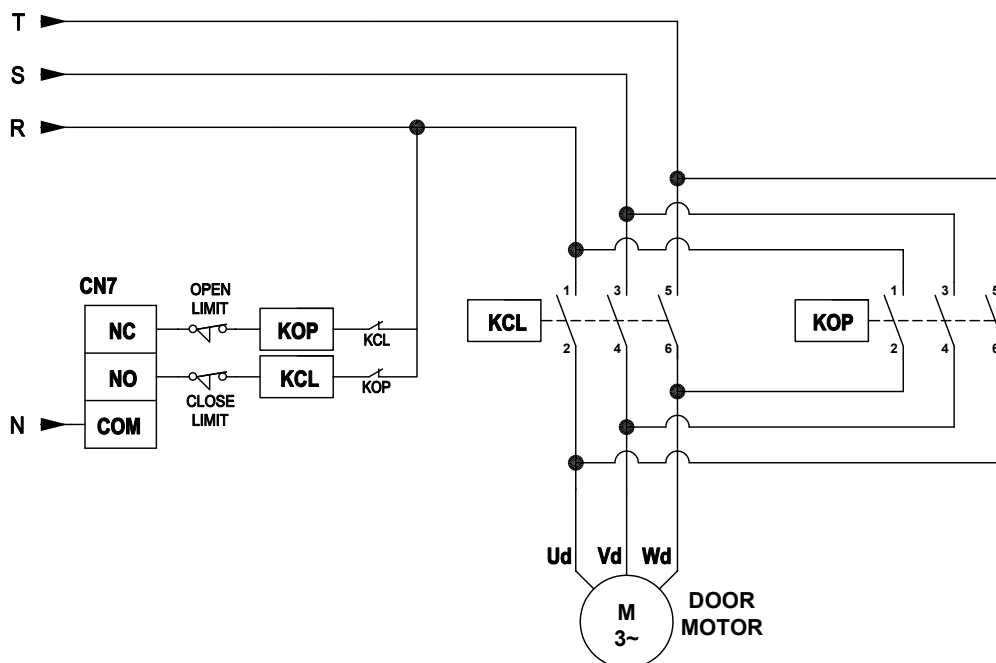 T
S
R
CN7
OPEN
LIMIT
NC
KOP
KCL
NO
KCL
KOP
CLOSE
LIMIT
N
COM
1
3
5
KCL
2
4
6
1
3
5
KOP
2
4
6
Ud
Vd
Wd
M
3~
DOOR
MOTOR